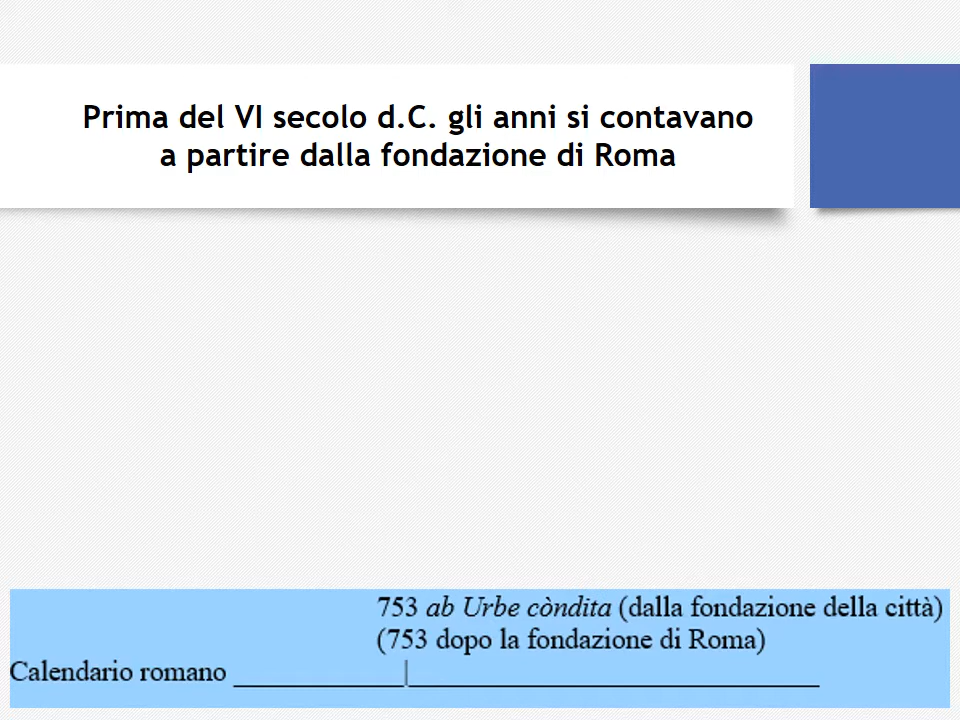 Prima del VI secolo d.C. gli anni si contavano
a partire dalla fondazione di Roma
753 ab Urbe còndita (dalla fondazione della città)
(753 dopo la fondazione di Roma)
Calendario romano ____________|_____________________________